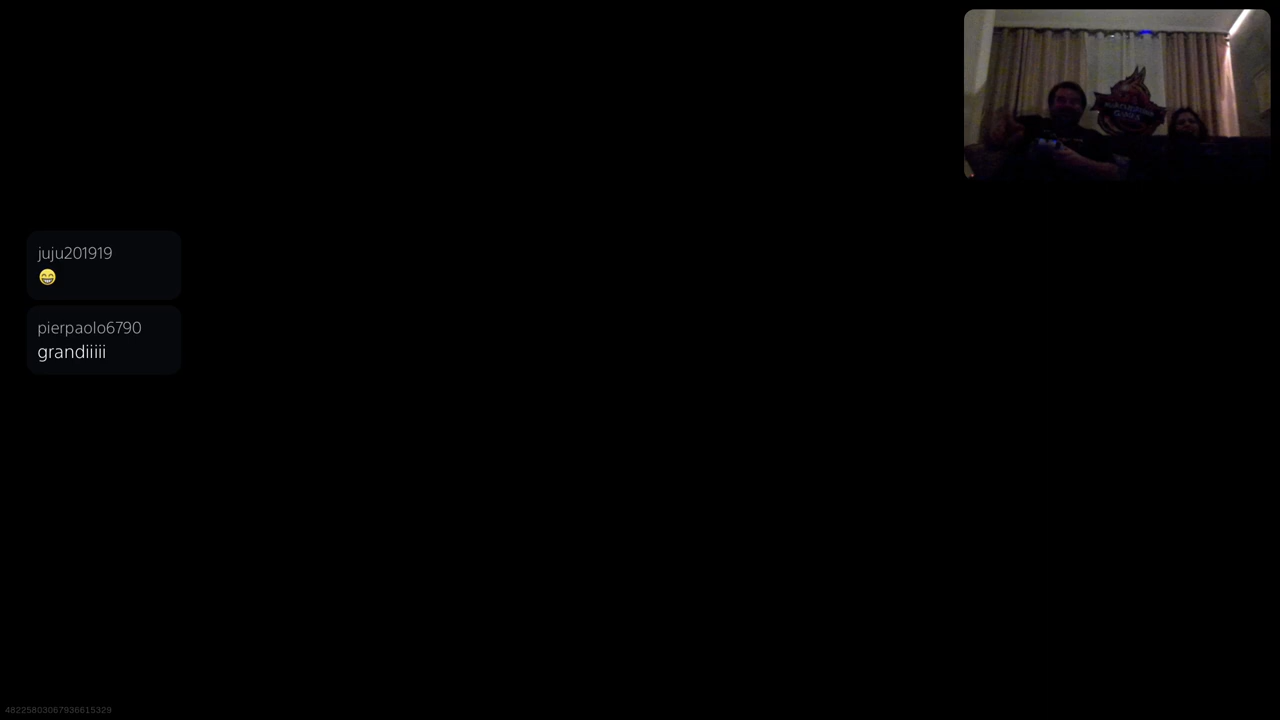 juju201919
😁
pierpaolo6790
grandiiiii
48225803067936615329